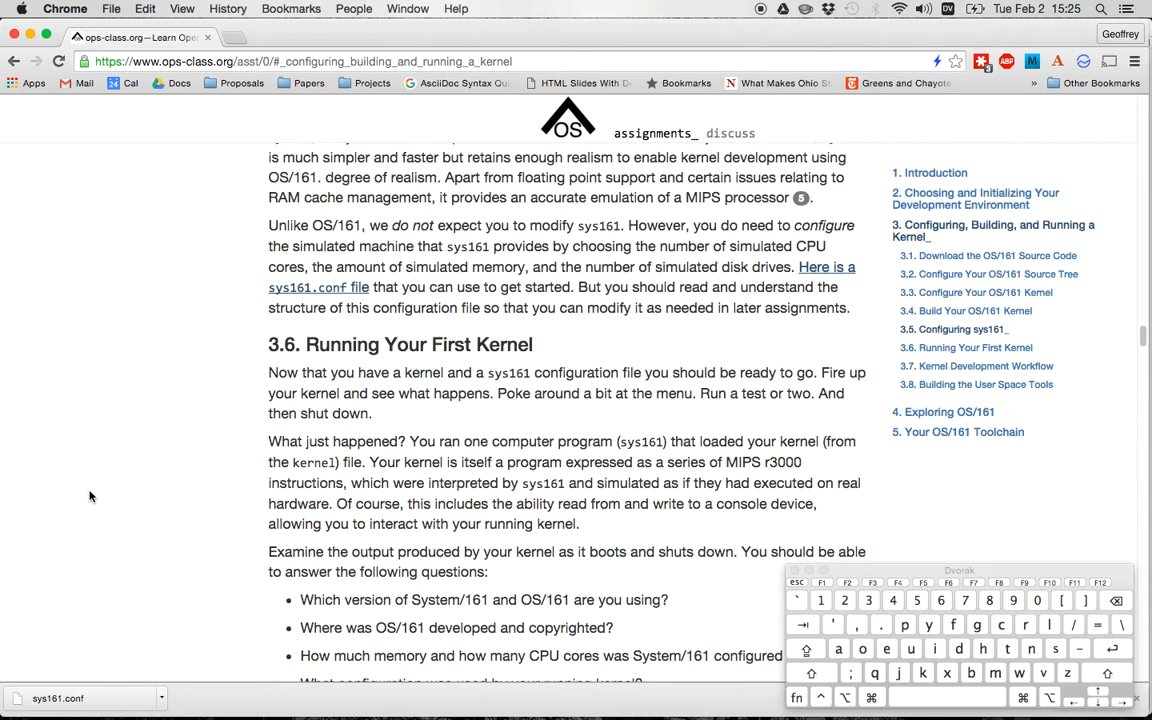 Chrome File Edit View History Bookmarks People Window Help DV Tue Feb 2 15:25
ops-class.org—Learn Ope × Geoffrey
https://www.ops-class.org/asst/0/#_configuring_building_and_running_a_kernel 3 ABP M A
Apps Mail 24 Cal Docs Proposals Papers Projects AsciiDoc Syntax Qui HTML Slides With De Bookmarks What Makes Ohio St Greens and Chayote » Other Bookmarks
OS assignments_ discuss
is much simpler and faster but retains enough realism to enable kernel development using
OS/161. degree of realism. Apart from floating point support and certain issues relating to
RAM cache management, it provides an accurate emulation of a MIPS processor 5.
Unlike OS/161, we do not expect you to modify sys161. However, you do need to configure
the simulated machine that sys161 provides by choosing the number of simulated CPU
cores, the amount of simulated memory, and the number of simulated disk drives. Here is a
sys161.conf file that you can use to get started. But you should read and understand the
structure of this configuration file so that you can modify it as needed in later assignments.
3.6. Running Your First Kernel
Now that you have a kernel and a sys161 configuration file you should be ready to go. Fire up
your kernel and see what happens. Poke around a bit at the menu. Run a test or two. And
then shut down.
What just happened? You ran one computer program (sys161) that loaded your kernel (from
the kernel) file. Your kernel is itself a program expressed as a series of MIPS r3000
instructions, which were interpreted by sys161 and simulated as if they had executed on real
hardware. Of course, this includes the ability read from and write to a console device,
allowing you to interact with your running kernel.
Examine the output produced by your kernel as it boots and shuts down. You should be able
to answer the following questions:
• Which version of System/161 and OS/161 are you using?
• Where was OS/161 developed and copyrighted?
• How much memory and how many CPU cores was System/161 configured
1. Introduction
2. Choosing and Initializing Your
Development Environment
3. Configuring, Building, and Running a
Kernel_
3.1. Download the OS/161 Source Code
3.2. Configure Your OS/161 Source Tree
3.3. Configure Your OS/161 Kernel
3.4. Build Your OS/161 Kernel
3.5. Configuring sys161_
3.6. Running Your First Kernel
3.7. Kernel Development Workflow
3.8. Building the User Space Tools
4. Exploring OS/161
5. Your OS/161 Toolchain
Dvorak
esc F1 F2 F3 F4 F5 F6 F7 F8 F9 F10 F11 F12
` 1 2 3 4 5 6 7 8 9 0 [ ]
' , . p y f g c r l / = \
a o e u i d h t n s -
; q j k x b m w v z
fn ^ ⌥ ⌘ ⌘ ⌥
sys161.conf